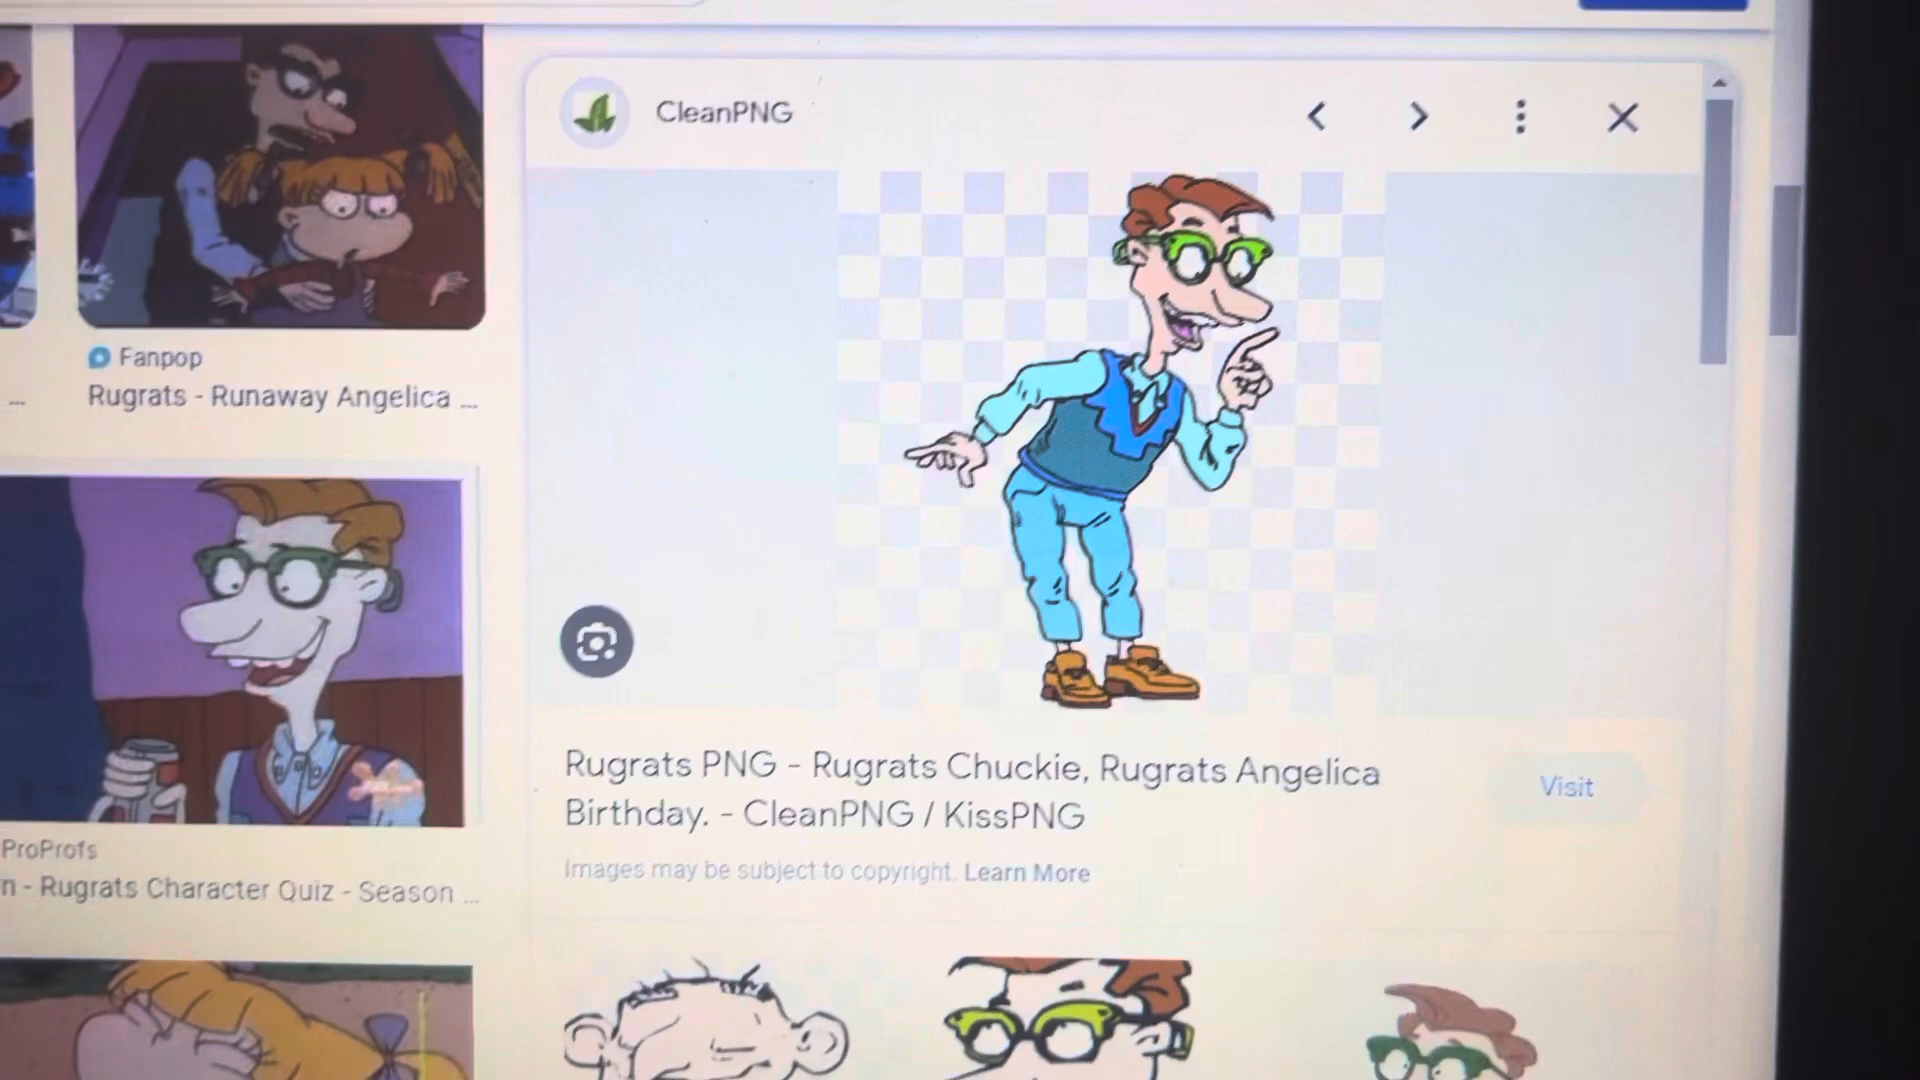 CleanPNG
Fanpop
Rugrats - Runaway Angelica ...
...
Rugrats PNG - Rugrats Chuckie, Rugrats Angelica
Birthday. - CleanPNG / KissPNG
Visit
Images may be subject to copyright. Learn More
ProProfs
n - Rugrats Character Quiz - Season ...